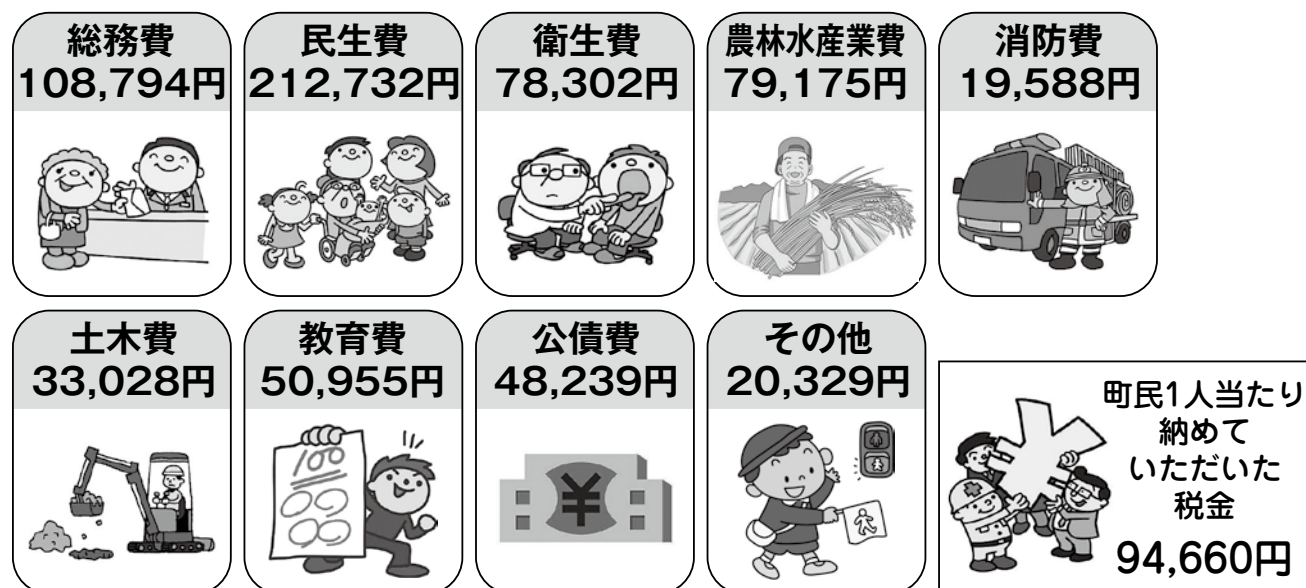 総務費
108,794円
民生費
212,732円
衛生費
78,302円
農林水産業費
79,175円
消防費
19,588円
土木費
33,028円
教育費
50,955円
100
公債費
48,239円
¥
その他
20,329円
町民1人当たり
納めて
いただいた
税金
94,660円